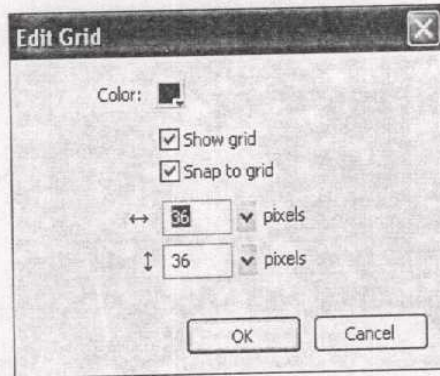 Edit Grid
Color:
Show grid
Snap to grid
36 pixels
36 pixels
OK Cancel